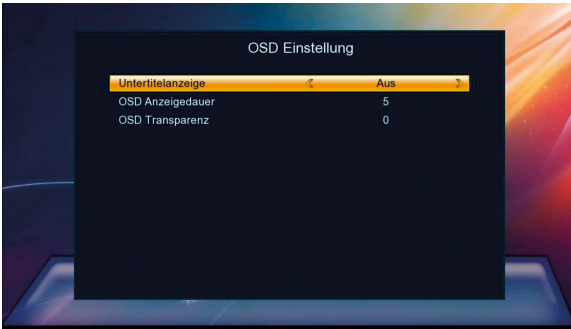 OSD Einstellung
Untertitelanzeige Aus
OSD Anzeigedauer 5
OSD Transparenz 0